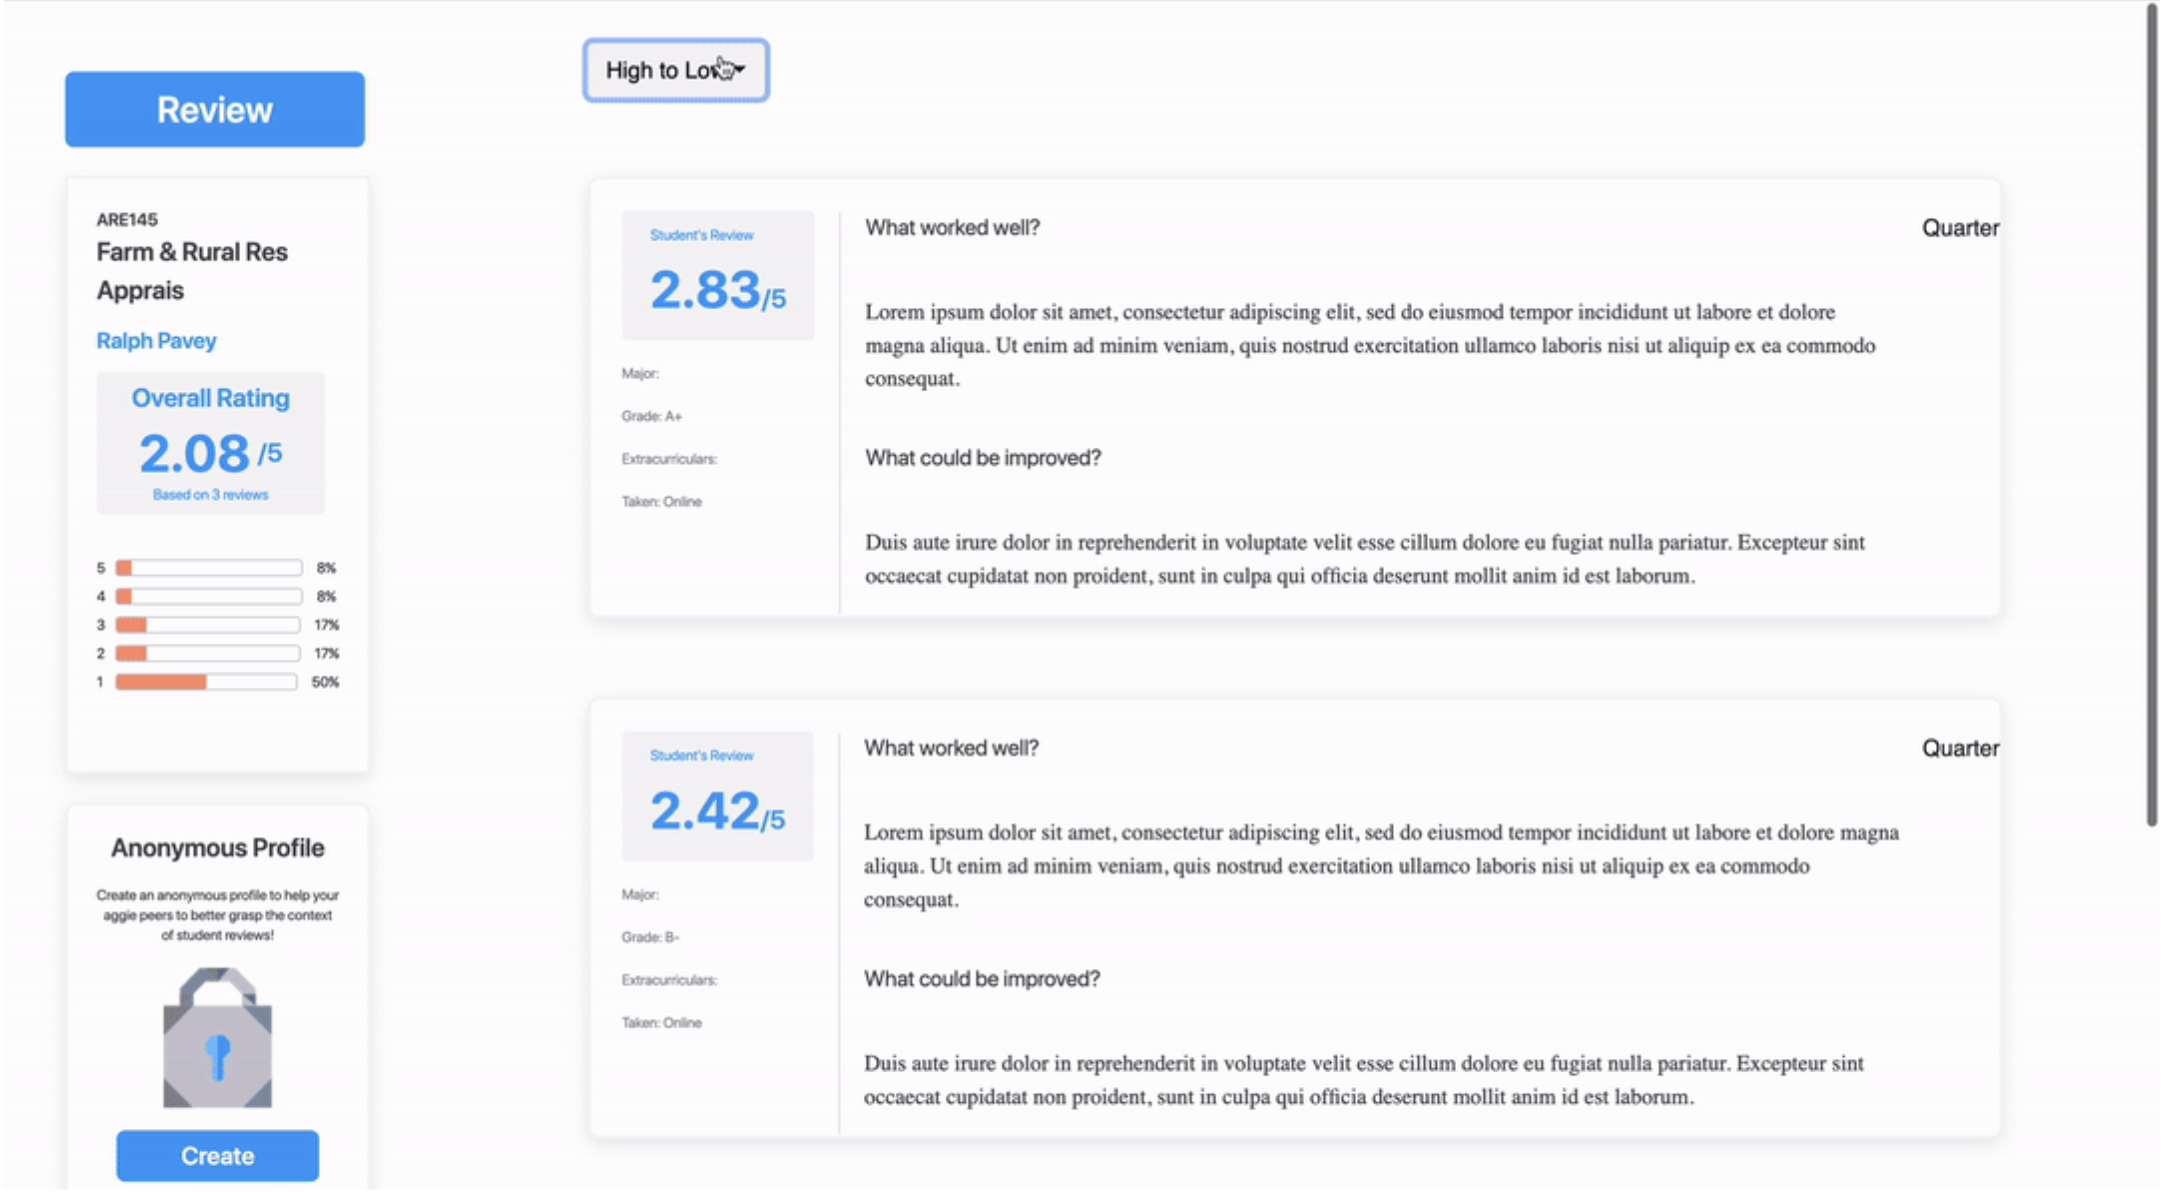 High to Low
Review
ARE145
Farm & Rural Res
Apprais
Ralph Pavey
Overall Rating
2.08 /5
Based on 3 reviews
5 8%
4 8%
3 17%
2 17%
1 50%
Anonymous Profile
Create an anonymous profile to help your
aggie peers to better grasp the context
of student reviews!
Create
Student's Review
2.83/5
Major:
Grade: A+
Extracurriculars:
Taken: Online
What worked well?
Quarter
Lorem ipsum dolor sit amet, consectetur adipiscing elit, sed do eiusmod tempor incididunt ut labore et dolore
magna aliqua. Ut enim ad minim veniam, quis nostrud exercitation ullamco laboris nisi ut aliquip ex ea commodo
consequat.
What could be improved?
Duis aute irure dolor in reprehenderit in voluptate velit esse cillum dolore eu fugiat nulla pariatur. Excepteur sint
occaecat cupidatat non proident, sunt in culpa qui officia deserunt mollit anim id est laborum.
Student's Review
2.42/5
Major:
Grade: B-
Extracurriculars:
Taken: Online
What worked well?
Quarter
Lorem ipsum dolor sit amet, consectetur adipiscing elit, sed do eiusmod tempor incididunt ut labore et dolore magna
aliqua. Ut enim ad minim veniam, quis nostrud exercitation ullamco laboris nisi ut aliquip ex ea commodo
consequat.
What could be improved?
Duis aute irure dolor in reprehenderit in voluptate velit esse cillum dolore eu fugiat nulla pariatur. Excepteur sint
occaecat cupidatat non proident, sunt in culpa qui officia deserunt mollit anim id est laborum.